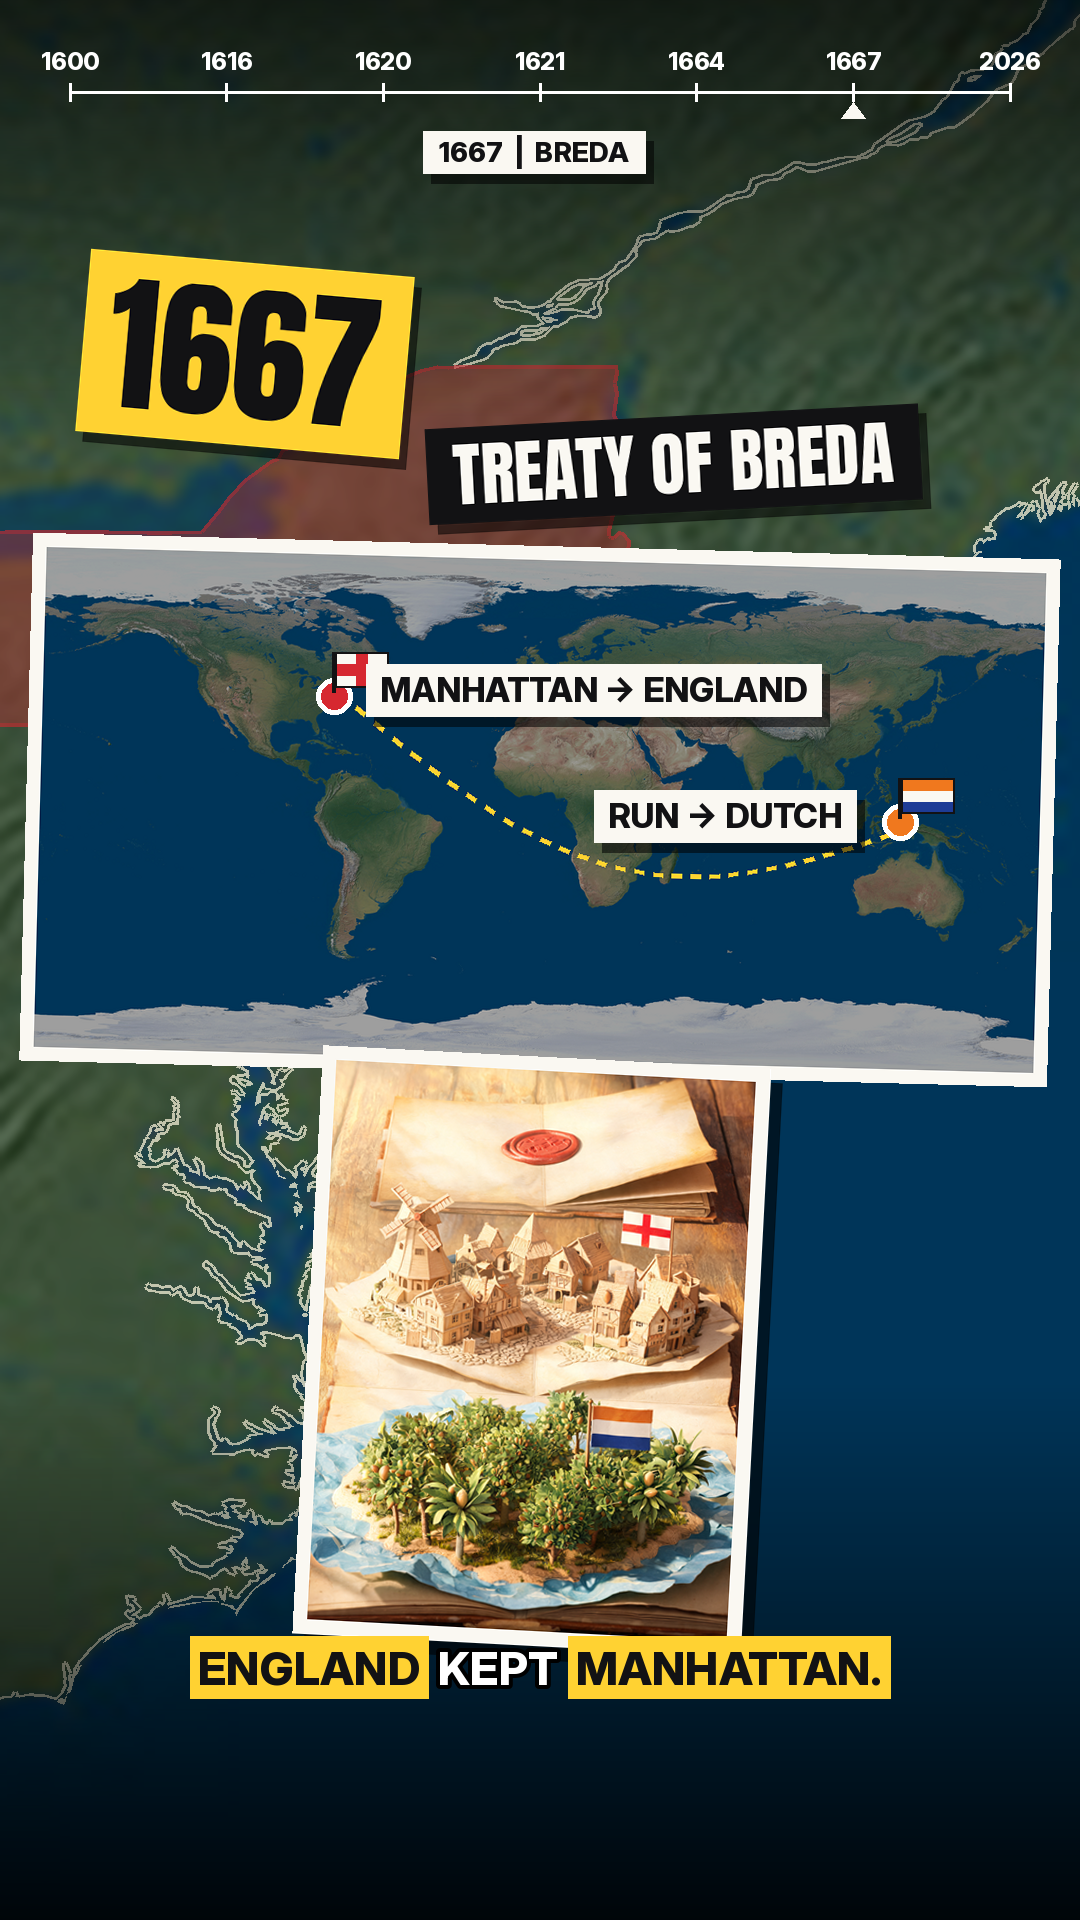 1600 1616 1620 1621 1664 1667 2026
1667 | BREDA
1667
TREATY OF BREDA
MANHATTAN → ENGLAND
RUN → DUTCH
ENGLAND KEPT MANHATTAN.